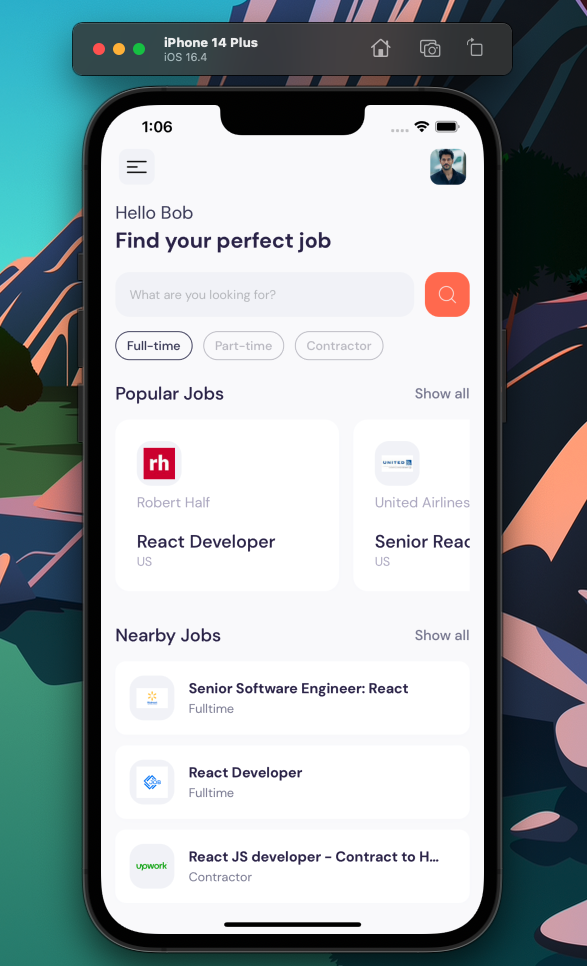 iPhone 14 Plus
iOS 16.4
1:06
Hello Bob
Find your perfect job
What are you looking for?
Full-time Part-time Contractor
Popular Jobs Show all
rh
UNITED
Robert Half
United Airlines
React Developer
Senior Reac
US
US
Nearby Jobs Show all
Senior Software Engineer: React
Fulltime
React Developer
Fulltime
upwork
React JS developer - Contract to H...
Contractor